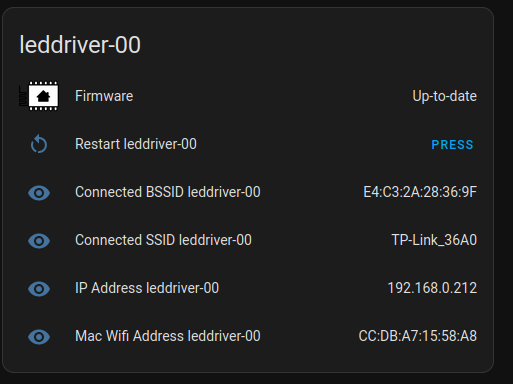 leddriver-00
Firmware Up-to-date
Restart leddriver-00 PRESS
Connected BSSID leddriver-00 E4:C3:2A:28:36:9F
Connected SSID leddriver-00 TP-Link_36A0
IP Address leddriver-00 192.168.0.212
Mac Wifi Address leddriver-00 CC:DB:A7:15:58:A8